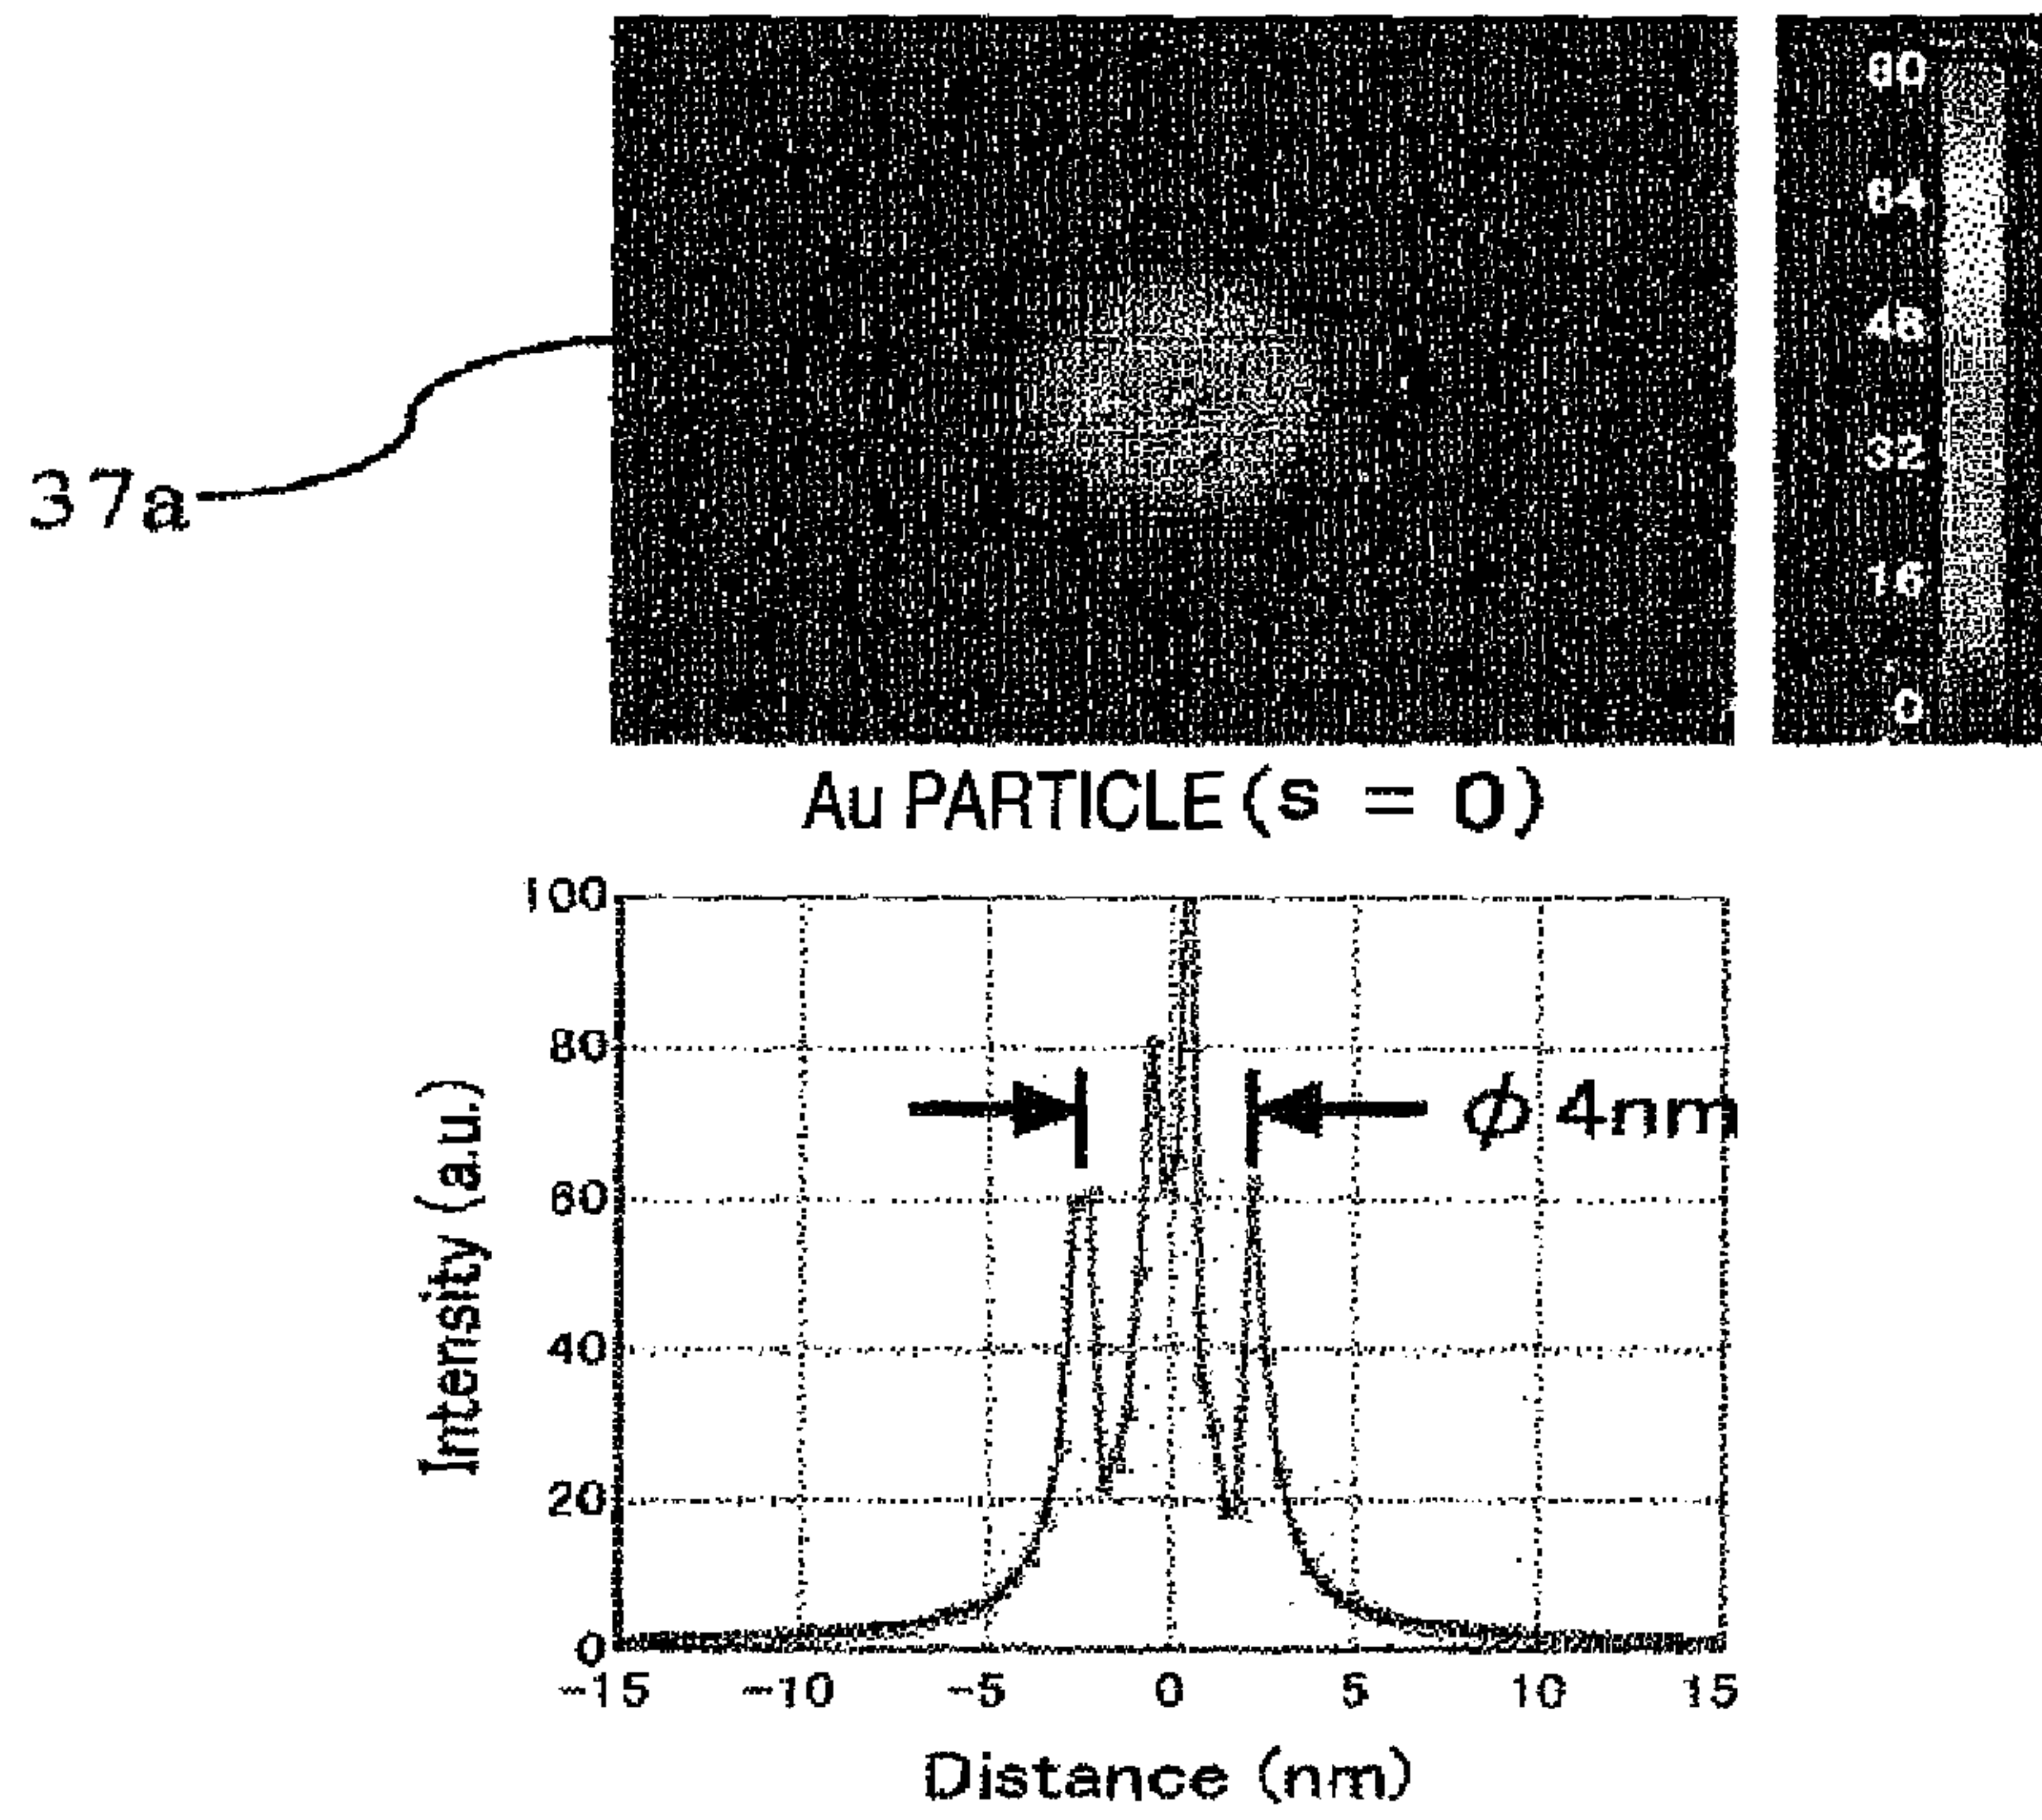 80
64
48
37a
32
16
0
Au PARTICLE (s = 0)
100
80
φ 4nm
60
40
20
0
-15 -10 -5 0 5 10 15
Intensity (a.u.)
Distance (nm)